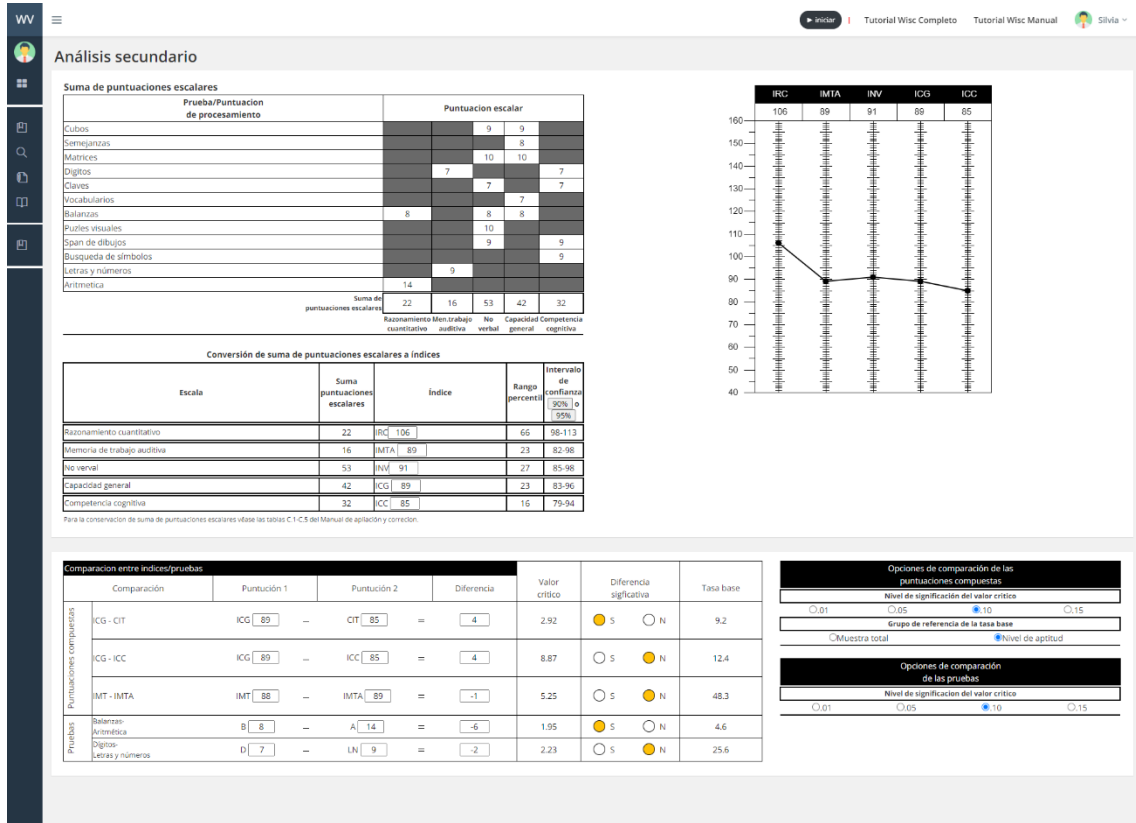 WV
▶ iniciar | Tutorial Wisc Completo Tutorial Wisc Manual Silvia
Análisis secundario
Suma de puntuaciones escalares
Prueba/Puntuacion de procesamiento Puntuacion escalar
Cubos 9 9
Semejanzas 8
Matrices 10 10
Digitos 7 7
Claves 7 7
Vocabularios 7
Balanzas 8 8 8
Puzles visuales 10
Span de dibujos 9 9
Busqueda de símbolos 9
Letras y números 9
Aritmetica 14
Suma de puntuaciones escalares 22 16 53 42 32
Razonamiento cuantitativo Men.trabajo auditiva No verbal Capacidad general Competencia cognitiva
Conversión de suma de puntuaciones escalares a índices
Escala Suma puntuaciones escalares Índice Rango percentil Intervalo de confianza 90% o 95%
Razonamiento cuantitativo 22 IRC 106 66 98-113
Memoria de trabajo auditiva 16 IMTA 89 23 82-98
No verval 53 INV 91 27 85-98
Capacidad general 42 ICG 89 23 83-96
Competencia cognitiva 32 ICC 85 16 79-94
Para la conservacion de suma de puntuaciones escalares véase las tablas C.1-C.5 del Manual de apilación y correcion.
IRC IMTA INV ICG ICC
106 89 91 89 85
160
150
140
130
120
110
100
90
80
70
60
50
40
Comparacion entre indices/pruebas
Comparación Puntución 1 Puntución 2 Diferencia Valor critico Diferencia sigficativa Tasa base
Puntuaciones compuestas
ICG - CIT ICG 89 – CIT 85 = 4 2.92 S N 9.2
ICG - ICC ICG 89 – ICC 85 = 4 8.87 S N 12.4
IMT - IMTA IMT 88 – IMTA 89 = -1 5.25 S N 48.3
Pruebas
Balanzas- Aritmética B 8 – A 14 = -6 1.95 S N 4.6
Dígitos- Letras y números D 7 – LN 9 = -2 2.23 S N 25.6
Opciones de comparación de las
puntuaciones compuestas
Nivel de significación del valor critico
.01 .05 .10 .15
Grupo de referencia de la tasa base
Muestra total Nivel de aptitud
Opciones de comparación
de las pruebas
Nivel de significacion del valor critico
.01 .05 .10 .15